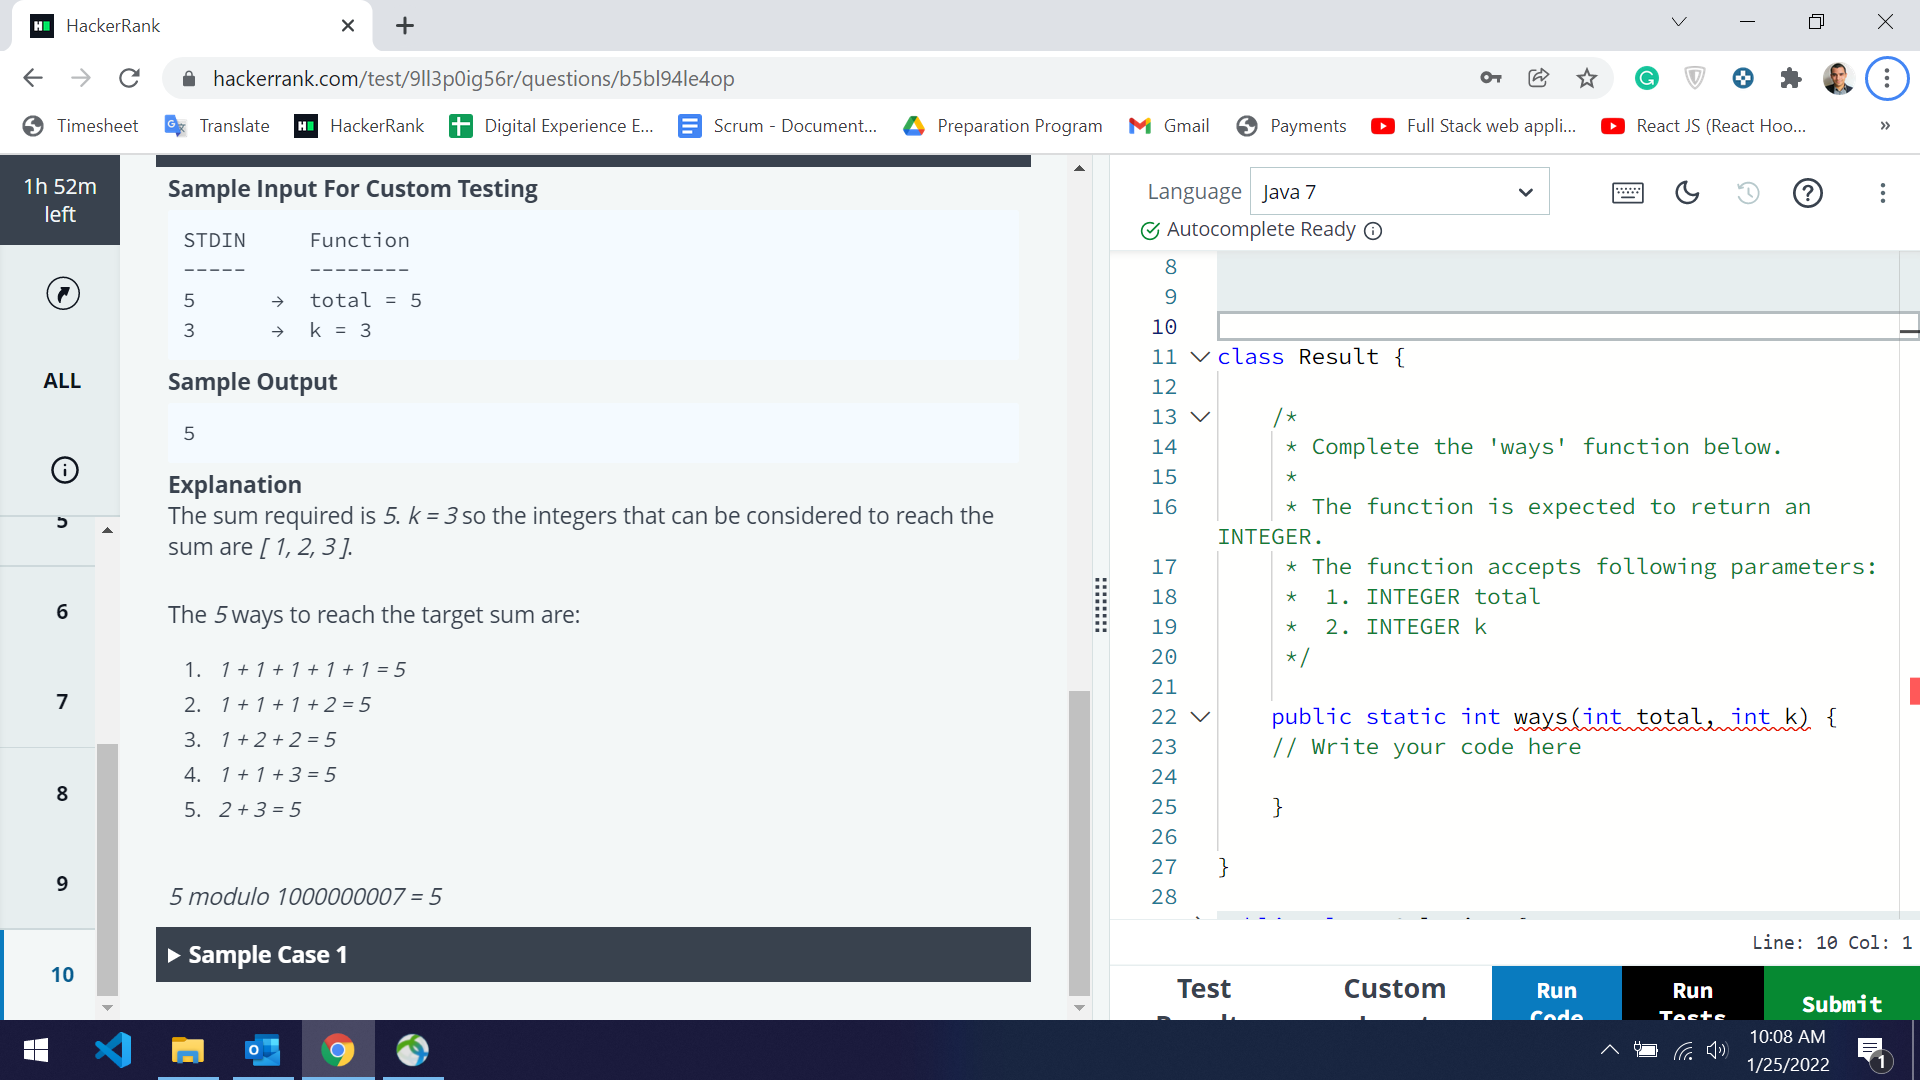 HackerRank
hackerrank.com/test/9ll3p0ig56r/questions/b5bl94le4op
Timesheet Translate HackerRank Digital Experience E... Scrum - Document... Preparation Program Gmail Payments Full Stack web appli... React JS (React Hoo... »
1h 52m
left
ALL
5
6
7
8
9
10
Sample Input For Custom Testing
STDIN Function
----- --------
5 → total = 5
3 → k = 3
Sample Output
5
Explanation
The sum required is 5. k = 3 so the integers that can be considered to reach the
sum are [ 1, 2, 3 ].
The 5 ways to reach the target sum are:
1. 1 + 1 + 1 + 1 + 1 = 5
2. 1 + 1 + 1 + 2 = 5
3. 1 + 2 + 2 = 5
4. 1 + 1 + 3 = 5
5. 2 + 3 = 5
5 modulo 1000000007 = 5
Sample Case 1
Language Java 7
Autocomplete Ready
8
9
10
11 class Result {
12
13 /*
14 * Complete the 'ways' function below.
15 *
16 * The function is expected to return an
INTEGER.
17 * The function accepts following parameters:
18 * 1. INTEGER total
19 * 2. INTEGER k
20 */
21
22 public static int ways(int total, int k) {
23 // Write your code here
24
25 }
26
27 }
28
Line: 10 Col: 1
Test
Custom
Run
Code
Run
Tests
Submit
10:08 AM
1/25/2022
1